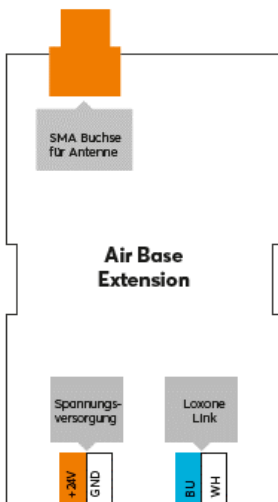 SMA Buchse
für Antenne
Air Base
Extension
Spannungs-
versorgung
Loxone
Link
+24V
GND
BU
WH